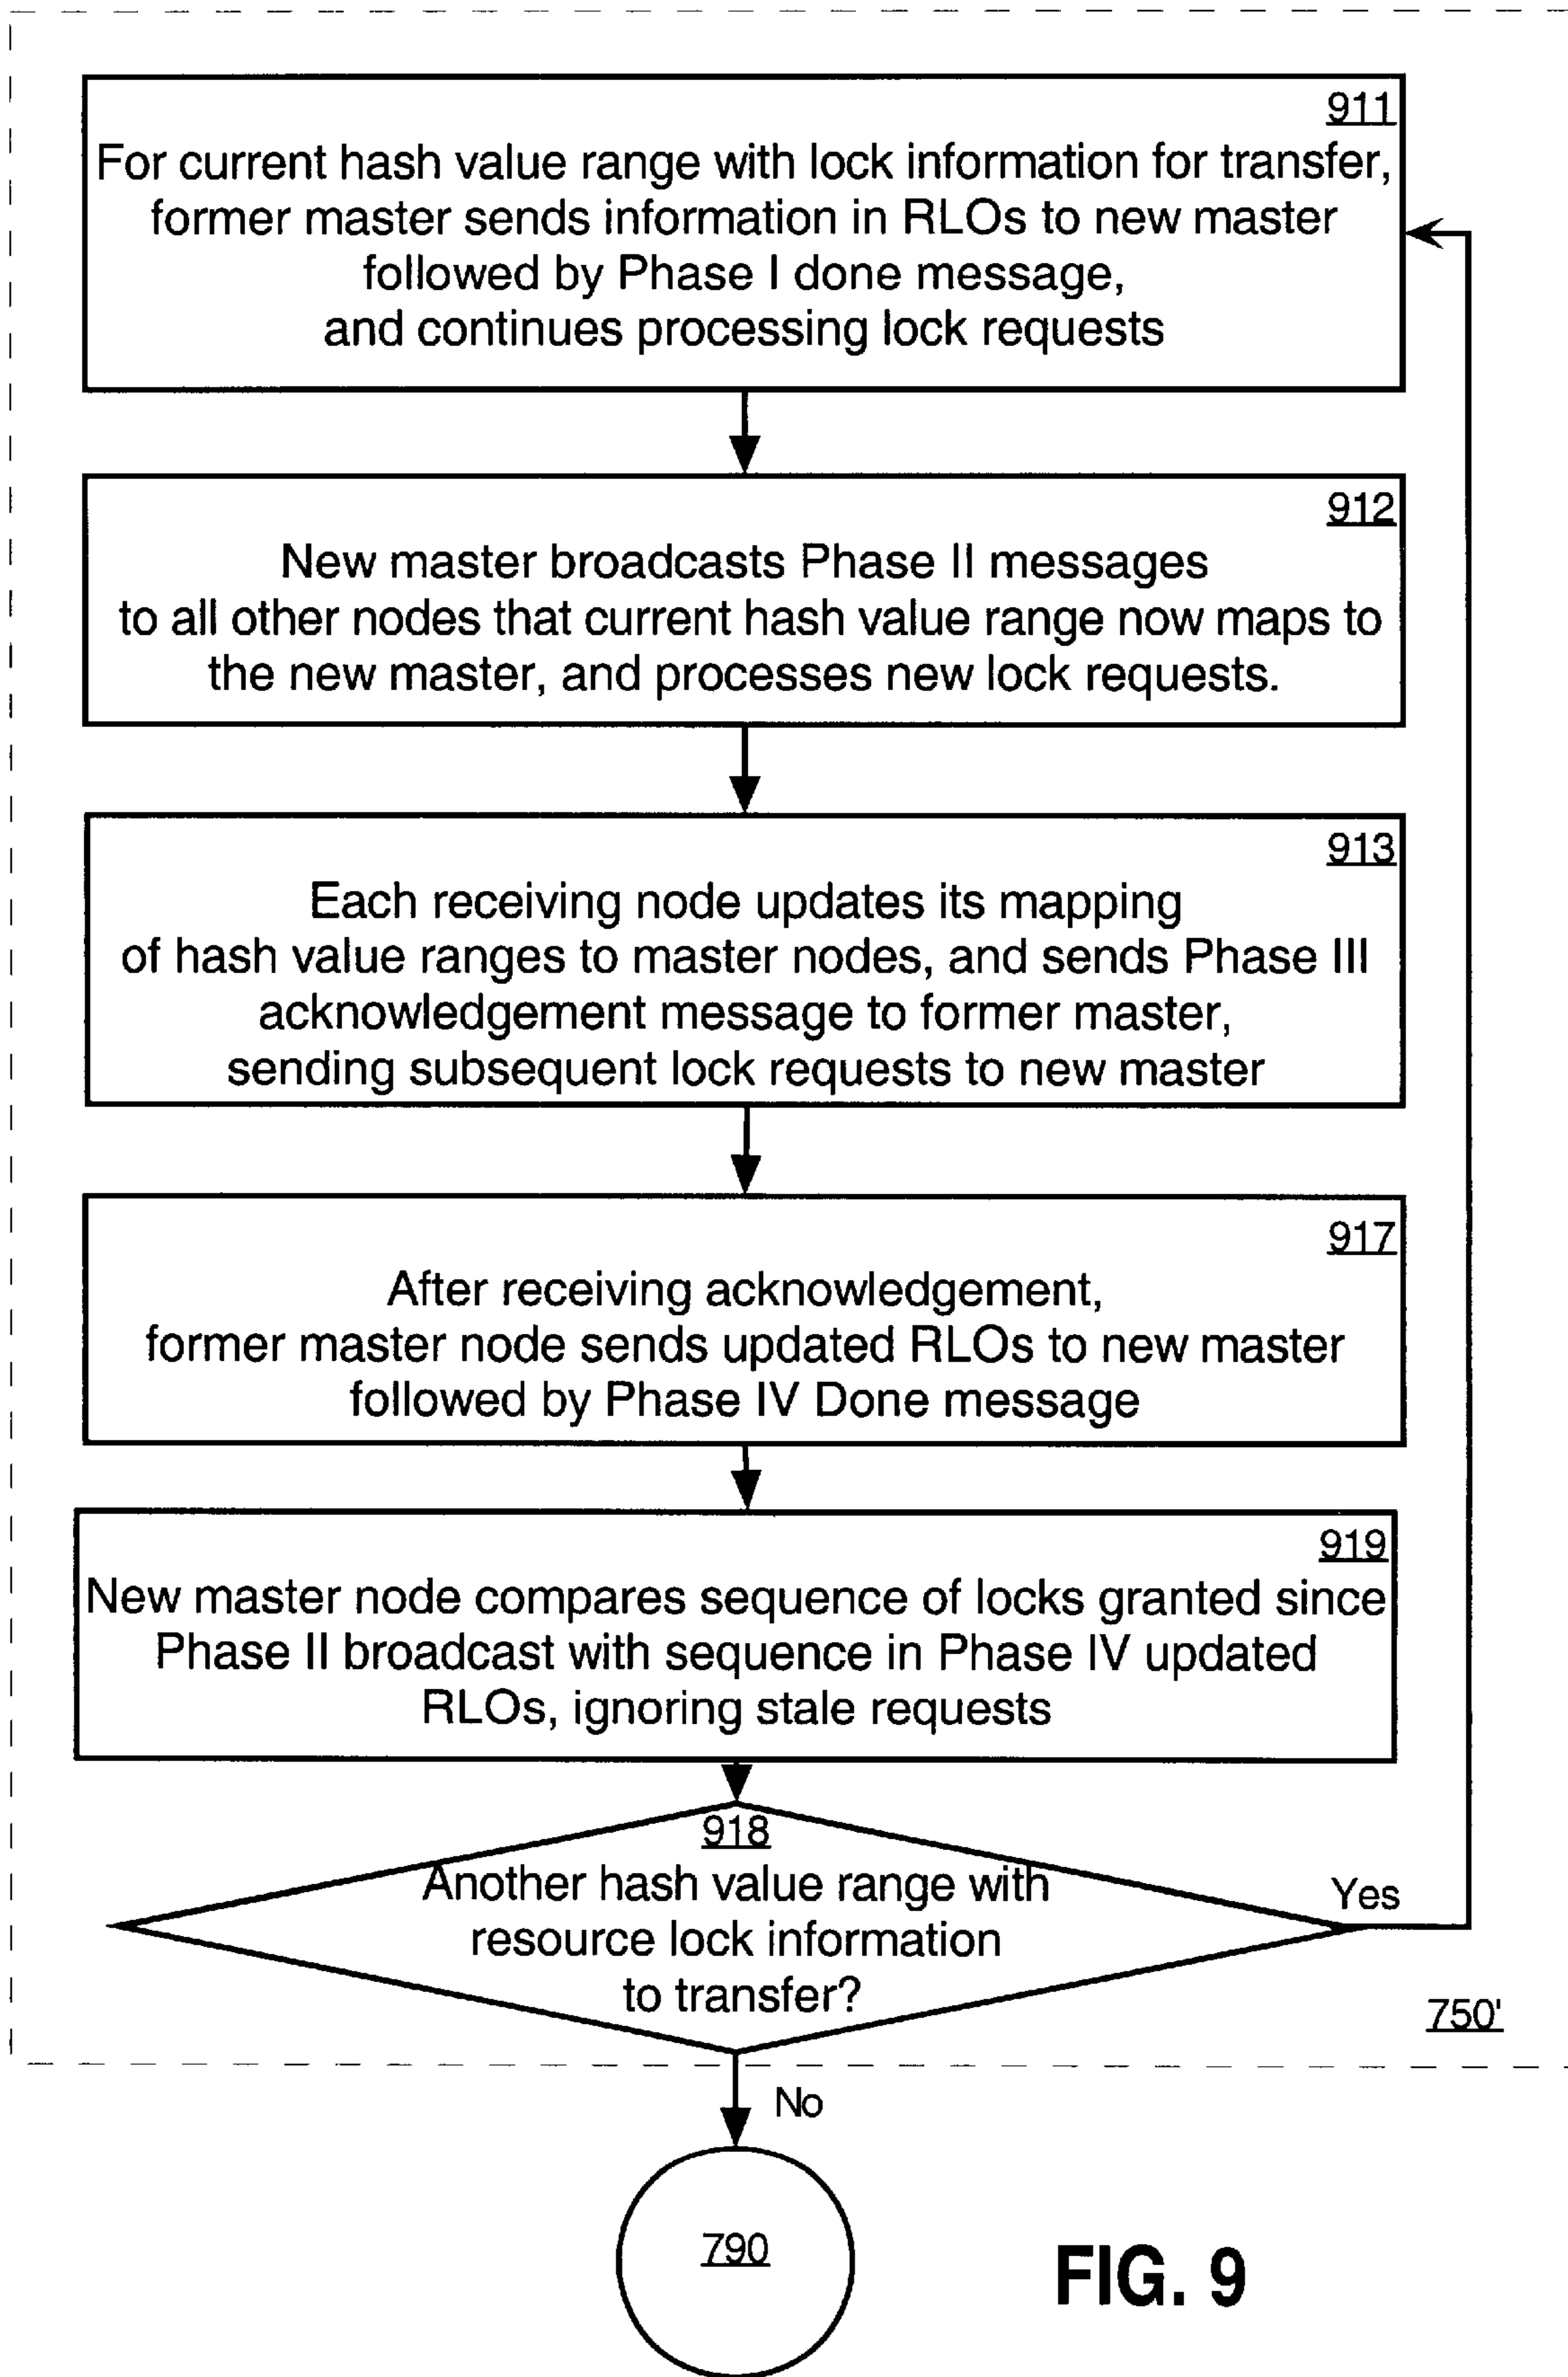 911
For current hash value range with lock information for transfer,
former master sends information in RLOs to new master
followed by Phase I done message,
and continues processing lock requests
912
New master broadcasts Phase II messages
to all other nodes that current hash value range now maps to
the new master, and processes new lock requests.
913
Each receiving node updates its mapping
of hash value ranges to master nodes, and sends Phase III
acknowledgement message to former master,
sending subsequent lock requests to new master
917
After receiving acknowledgement,
former master node sends updated RLOs to new master
followed by Phase IV Done message
919
New master node compares sequence of locks granted since
Phase II broadcast with sequence in Phase IV updated
RLOs, ignoring stale requests
918
Another hash value range with
resource lock information
to transfer?
Yes
750'
No
790
FIG. 9